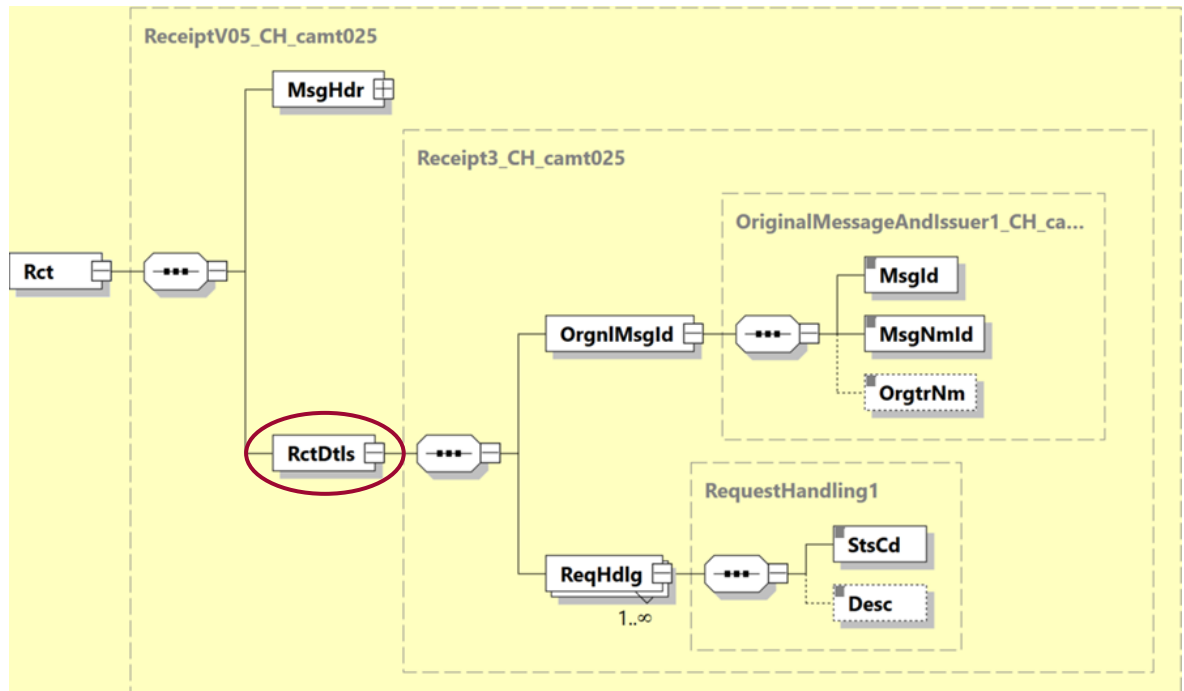 ReceiptV05_CH_camt025
MsgHdr
Receipt3_CH_camt025
OriginalMessageAndIssuer1_CH_ca...
MsgId
Rct
OrgnlMsgId
MsgNmId
OrgtrNm
RctDtls
RequestHandling1
StsCd
ReqHdlg
Desc
1..∞